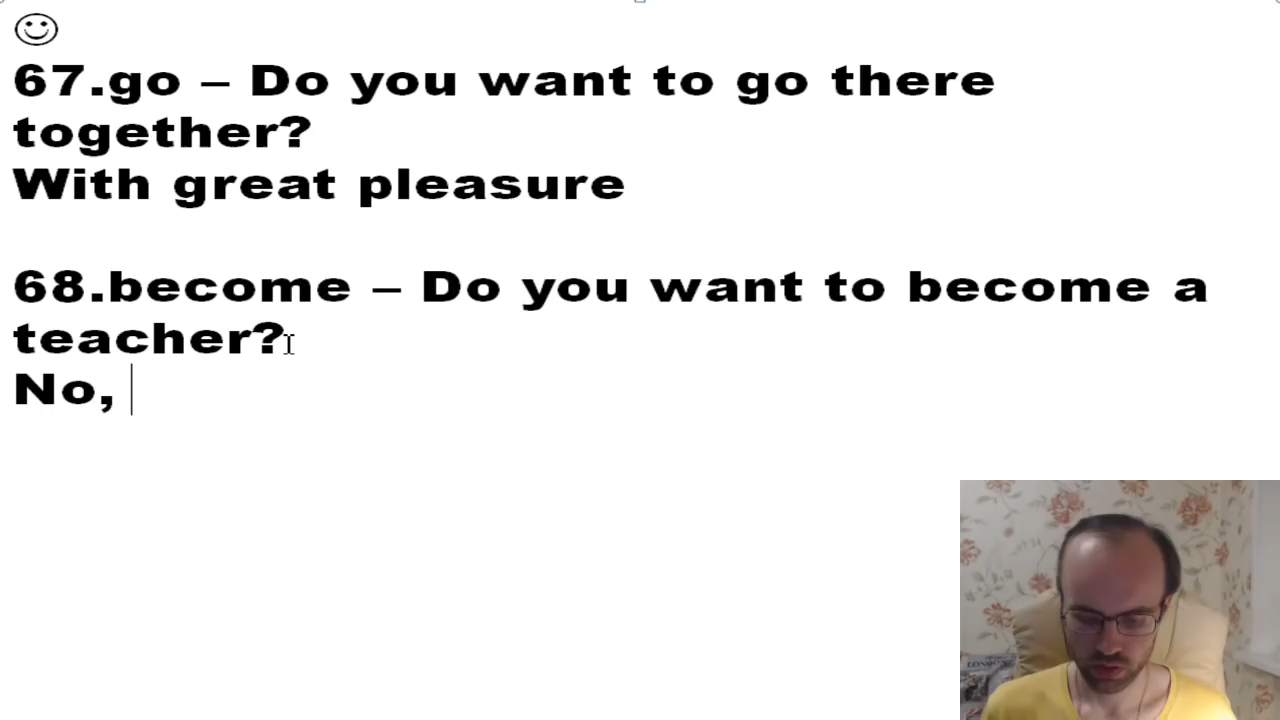 67.go – Do you want to go there
together?
With great pleasure
68.become – Do you want to become a
teacher?
No,
LONDON